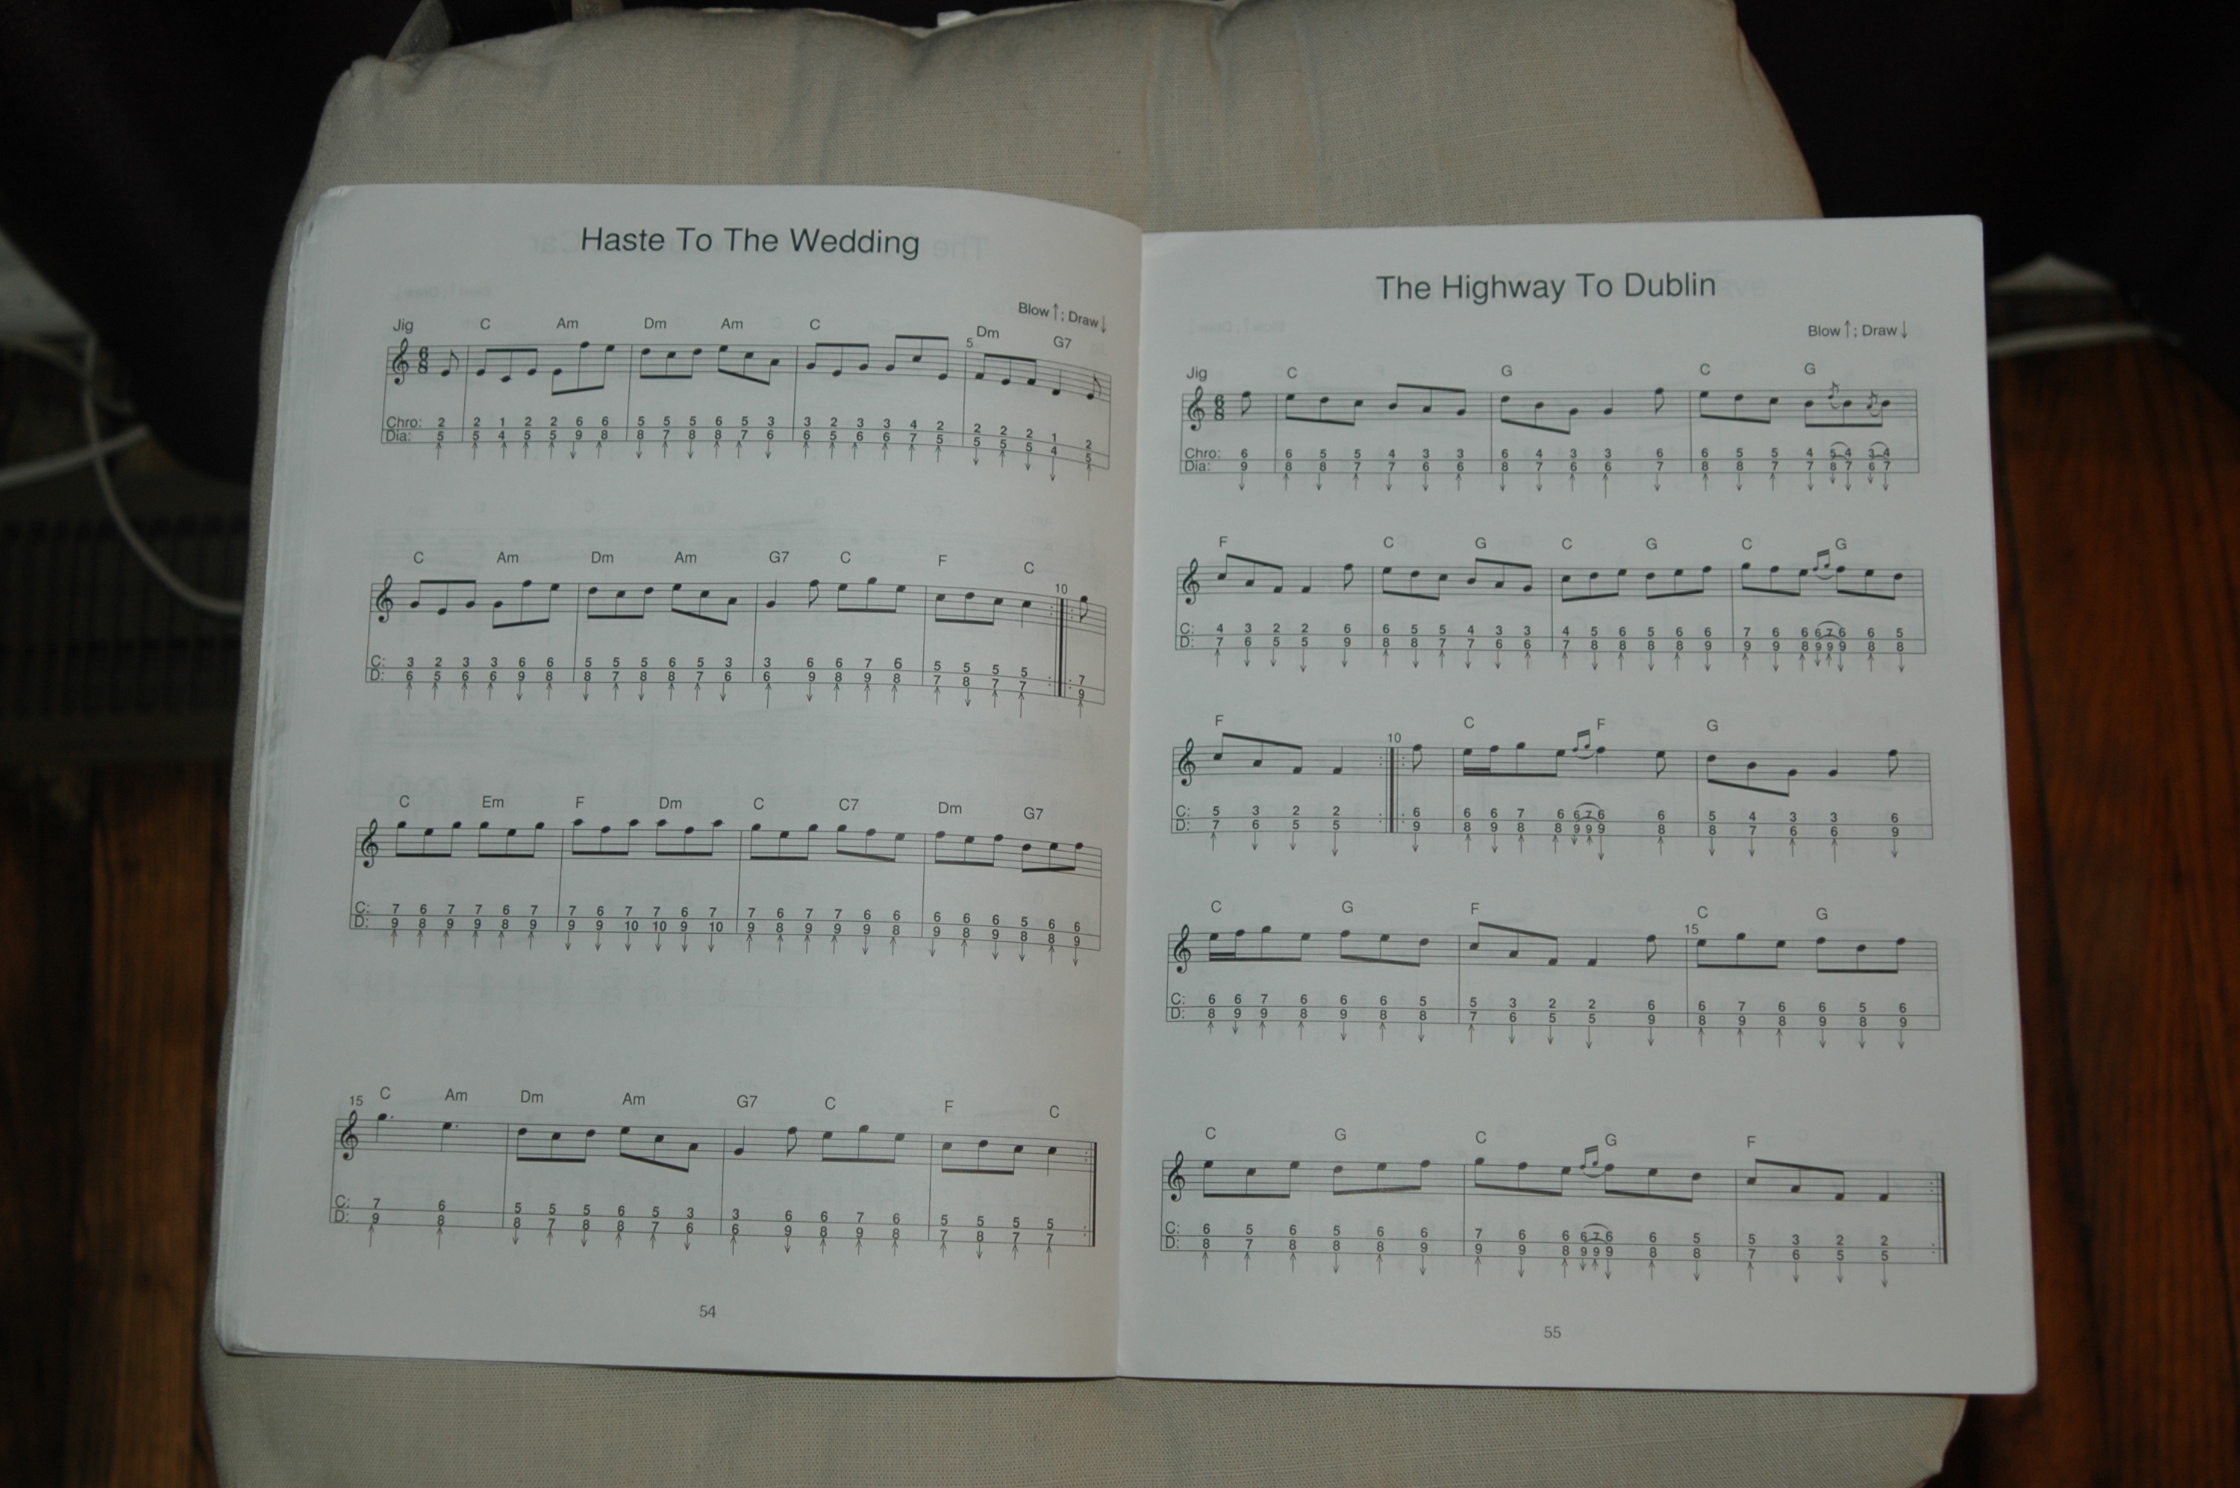 Haste To The Wedding
Blow↑; Draw↓
Jig C Am Dm Am C Dm G7
5
Chro: 2 2 1 2 2 6 6 5 5 5 6 5 3 3 2 3 3 4 2 2 2 2 1 2
Dia: 5 5 4 5 5 9 8 8 7 8 8 7 6 6 5 6 6 7 5 5 5 5 4 5
C Am Dm Am G7 C F C
10
C: 3 2 3 3 6 6 5 5 5 6 5 3 3 6 6 7 6 5 5 5 5 7
D: 6 5 6 6 9 8 8 7 8 8 7 6 6 9 8 9 8 7 8 7 7 9
C Em F Dm C C7 Dm G7
C: 7 6 7 7 6 7 7 6 7 7 6 7 7 6 7 7 6 6 6 6 6 5 6 6
D: 9 8 9 9 8 9 9 9 10 10 9 10 9 8 9 9 9 8 9 8 9 8 8 9
15 C Am Dm Am G7 C F C
C: 7 6 5 5 5 6 5 3 3 6 6 7 6 5 5 5 5
D: 9 8 8 7 8 8 7 6 6 9 8 9 8 7 8 7 7
54
The Highway To Dublin
Blow↑; Draw↓
Jig C G C G
Chro: 6 6 5 5 4 3 3 6 4 3 3 6 6 5 5 4 5 4 3 4
Dia: 9 8 8 7 7 6 6 8 7 6 6 7 8 8 7 7 8 7 6 7
F C G C G C G
C: 4 3 2 2 6 6 5 5 4 3 3 4 5 6 5 6 6 7 6 6 6 7 6 6 5
D: 7 6 5 5 9 8 8 7 7 6 6 7 8 8 8 8 9 9 9 8 9 9 9 8 8
F C F G
10
C: 5 3 2 2 6 6 6 7 6 6 7 6 6 5 4 3 3 6
D: 7 6 5 5 9 8 9 8 8 9 9 9 8 8 7 6 6 9
C G F C G
15
C: 6 6 7 6 6 6 5 5 3 2 2 6 6 7 6 6 5 6
D: 8 9 9 8 9 8 8 7 6 5 5 9 8 9 8 9 8 9
C G C G F
C: 6 5 6 5 6 6 7 6 6 6 7 6 6 5 5 3 2 2
D: 8 7 8 8 8 9 9 9 8 9 9 9 8 8 7 6 5 5
55